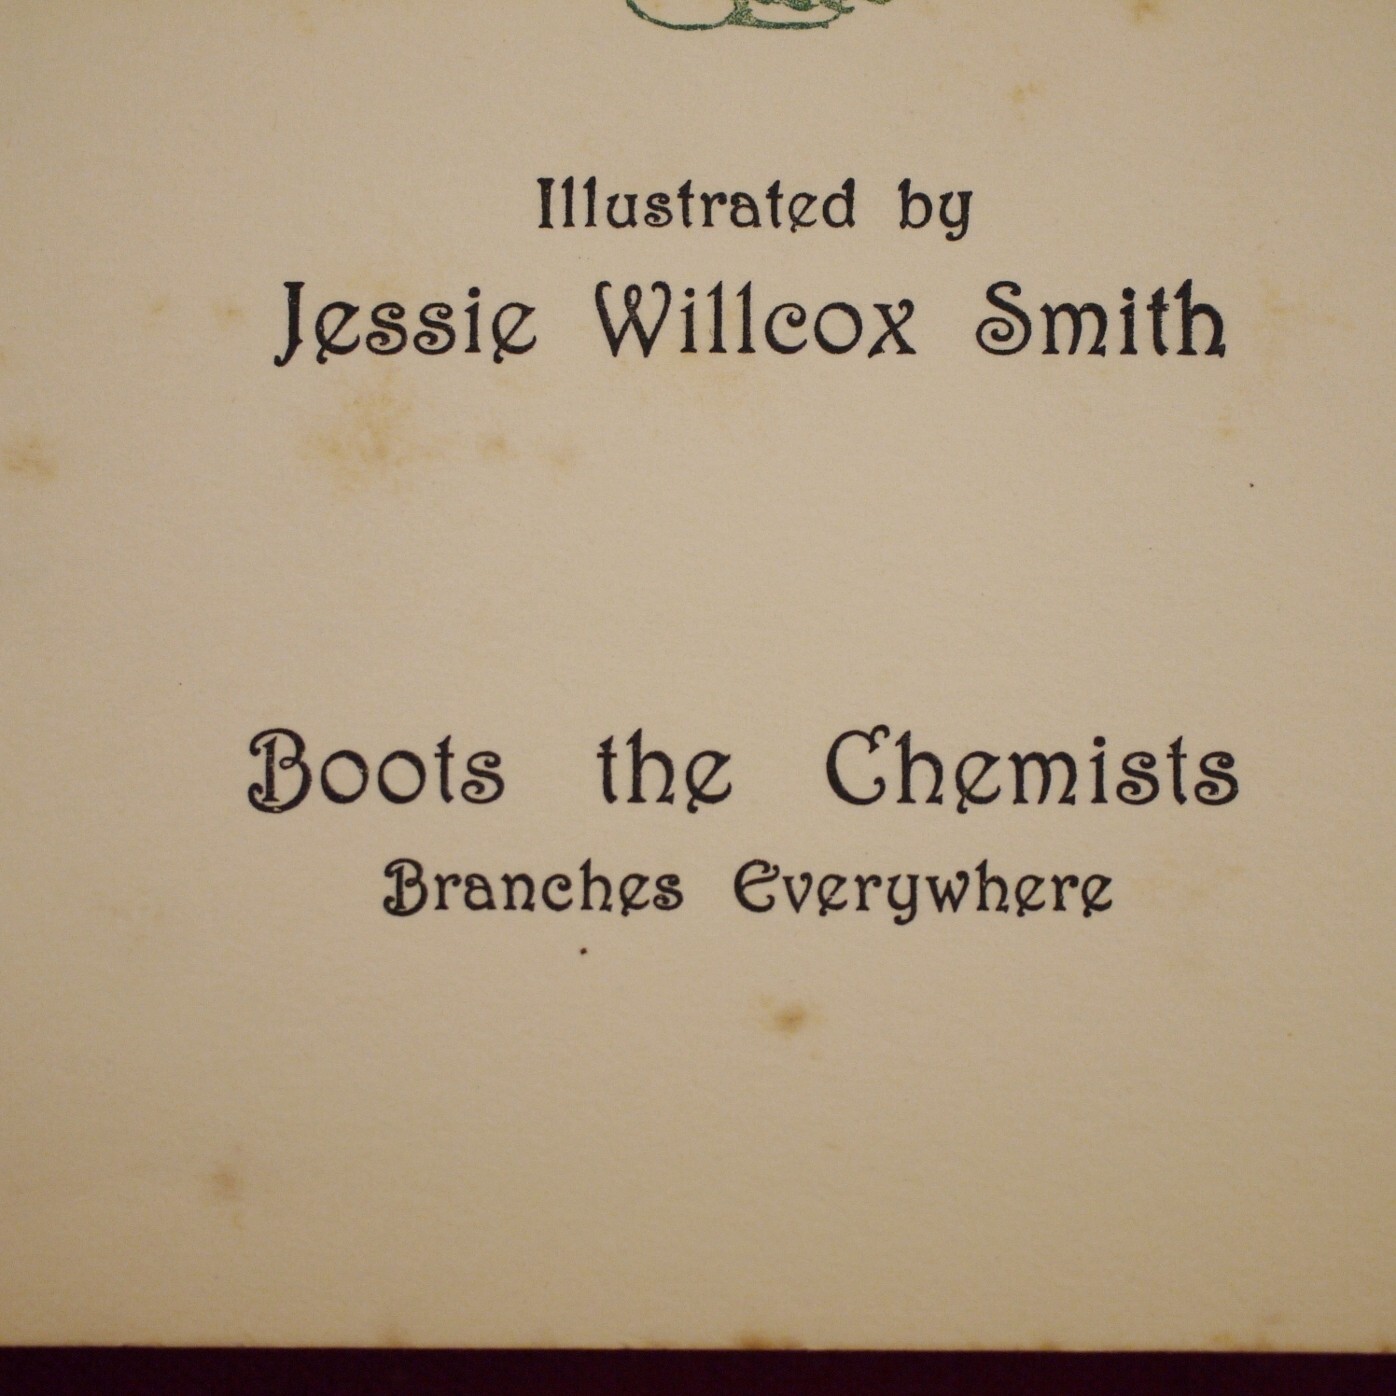 Illustrated by
Jessie Willcox Smith
Boots the Chemists
Branches Everywhere